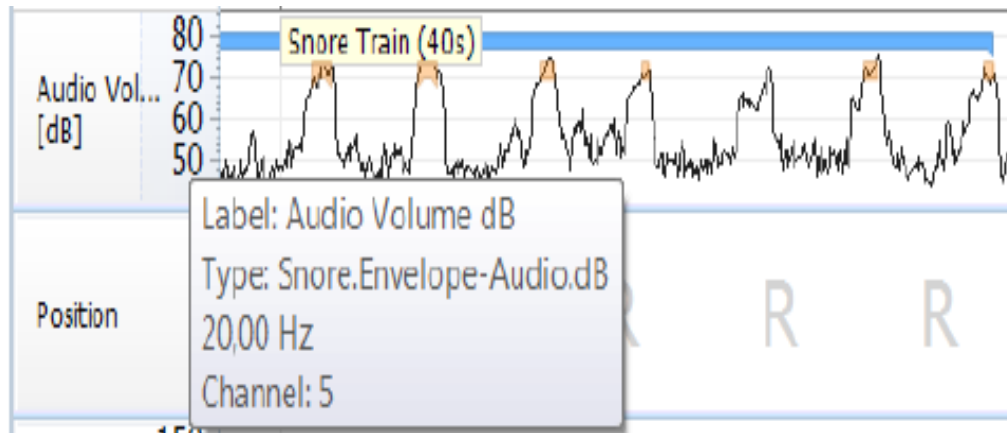 80
Snore Train (40s)
Audio Vol... 70
60
[dB]
50
Label: Audio Volume dB
Type: Snore.Envelope-Audio.dB
Position R R
20,00 Hz
Channel: 5